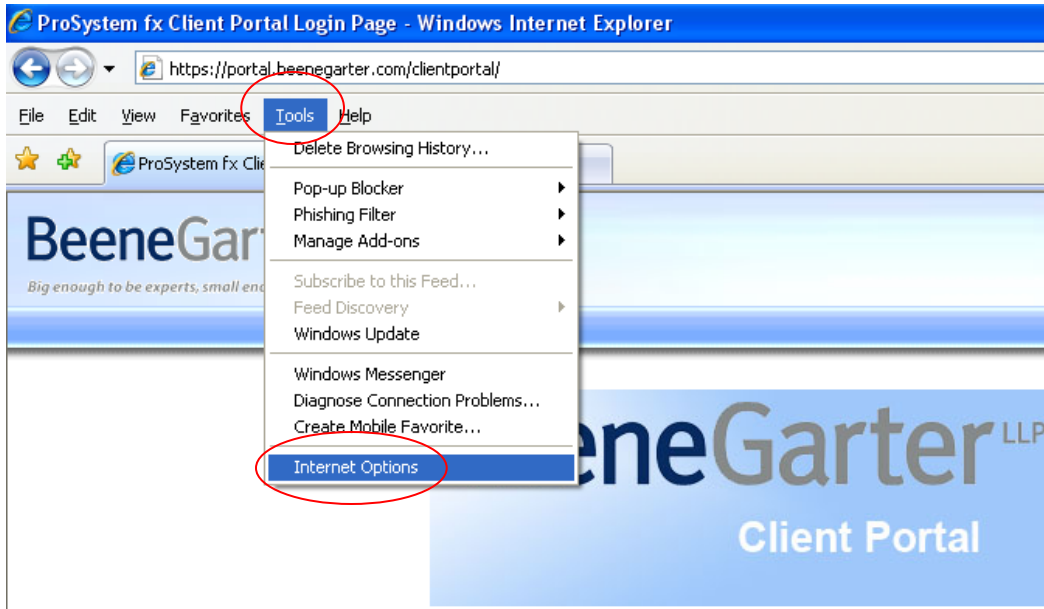 ProSystem fx Client Portal Login Page - Windows Internet Explorer
https://portal.beenegarter.com/clientportal/
File Edit View Favorites Tools Help
ProSystem fx Clie
Delete Browsing History...
Pop-up Blocker
Phishing Filter
Manage Add-ons
BeeneGar
Big enough to be experts, small eno
Subscribe to this Feed...
Feed Discovery
Windows Update
Windows Messenger
Diagnose Connection Problems...
Create Mobile Favorite...
Internet Options
eneGarter LLP
Client Portal